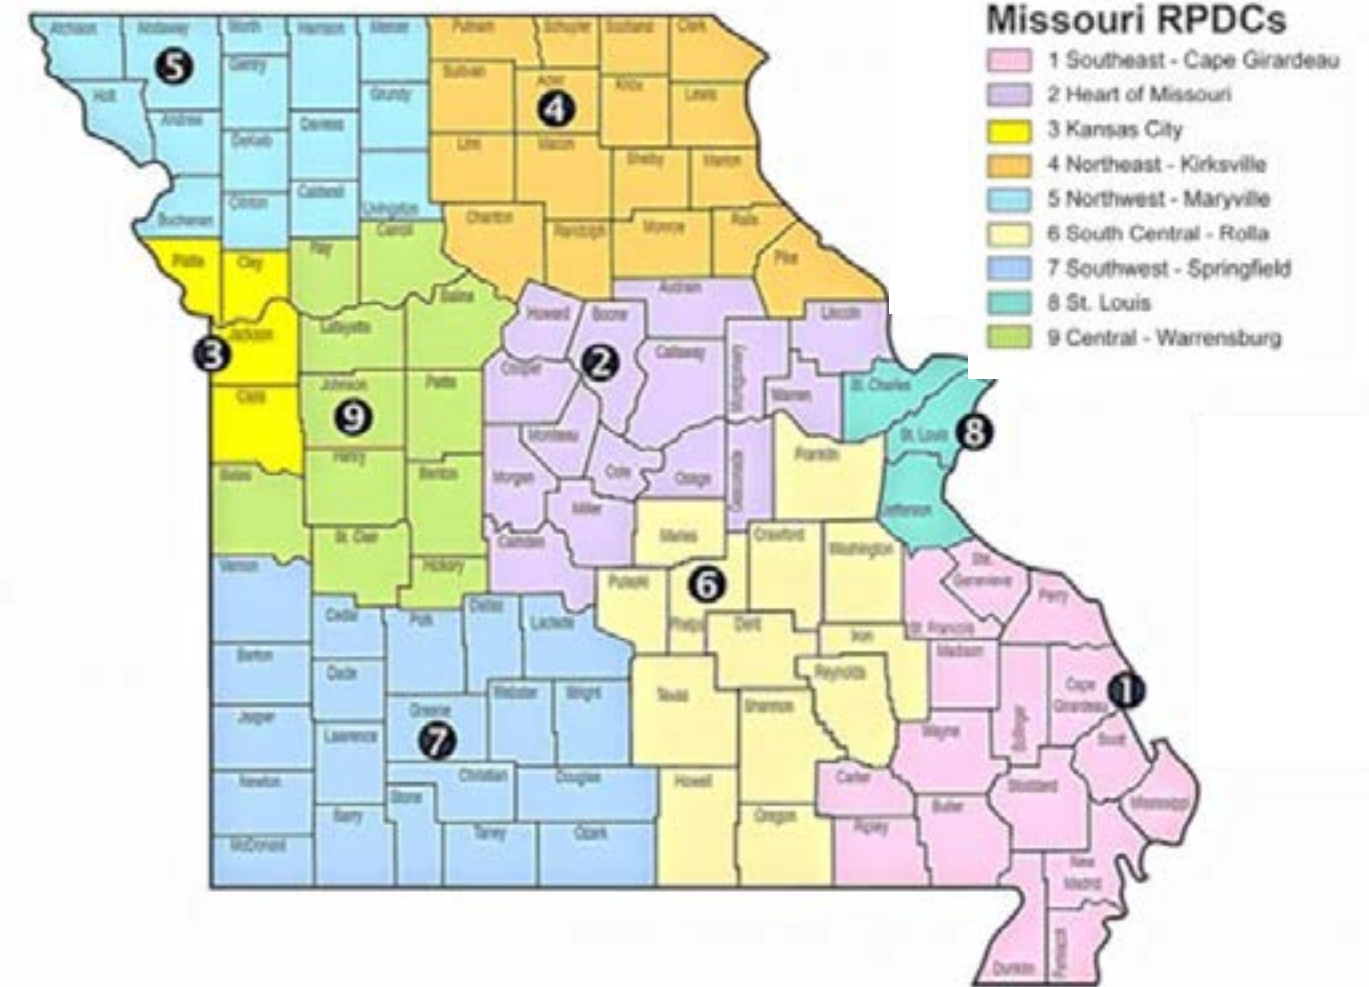 Missouri RPDCs
1 Southeast - Cape Girardeau
2 Heart of Missouri
3 Kansas City
4 Northeast - Kirksville
5 Northwest - Maryville
6 South Central - Rolla
7 Southwest - Springfield
8 St. Louis
9 Central - Warrensburg
Atchison
Nodaway
Worth
Harrison
Mercer
Putnam
Schuyler
Scotland
Clark
5
Gentry
Sullivan
Adair
Knox
Lewis
Holt
Grundy
4
Andrew
DeKalb
Daviess
Linn
Macon
Shelby
Marion
Buchanan
Clinton
Caldwell
Livingston
Chariton
Randolph
Monroe
Ralls
Platte
Clay
Ray
Carroll
Pike
Saline
Audrain
Howard
Boone
Lincoln
Jackson
Lafayette
3
2
Callaway
Montgomery
Cooper
Warren
St. Charles
Cass
Johnson
Pettis
9
Moniteau
St. Louis
8
Bates
Henry
Benton
Morgan
Cole
Osage
Gasconade
Franklin
Miller
Jefferson
St. Clair
Camden
Maries
Crawford
Washington
Vernon
Hickory
Pulaski
6
Ste.
Genevieve
Perry
Cedar
Polk
Dallas
Laclede
Phelps
Dent
Iron
St. Francois
Barton
Dade
Madison
Webster
Wright
Texas
Reynolds
Cape
Girardeau
1
Jasper
Greene
Shannon
Bollinger
Lawrence
7
Wayne
Scott
Newton
Christian
Douglas
Howell
Carter
Stoddard
Stone
Mississippi
Barry
Oregon
Ripley
Butler
McDonald
Taney
Ozark
New
Madrid
Dunklin
Pemiscot